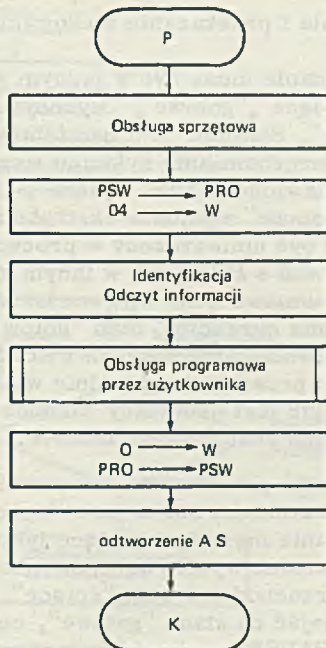 P
Obsługa sprzętowa
PSW → PRO
04 → W
Identyfikacja
Odczyt informacji
Obsługa programowa
przez użytkownika
O → W
PRO → PSW
odtworzenie A S
K